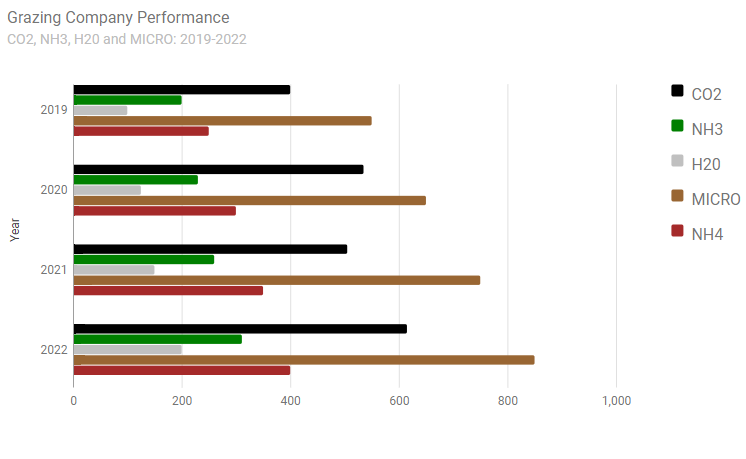 Grazing Company Performance
CO2, NH3, H20 and MICRO: 2019-2022
2019
2020
2021
2022
Year
0
200
400
600
800
1,000
CO2
NH3
H20
MICRO
NH4